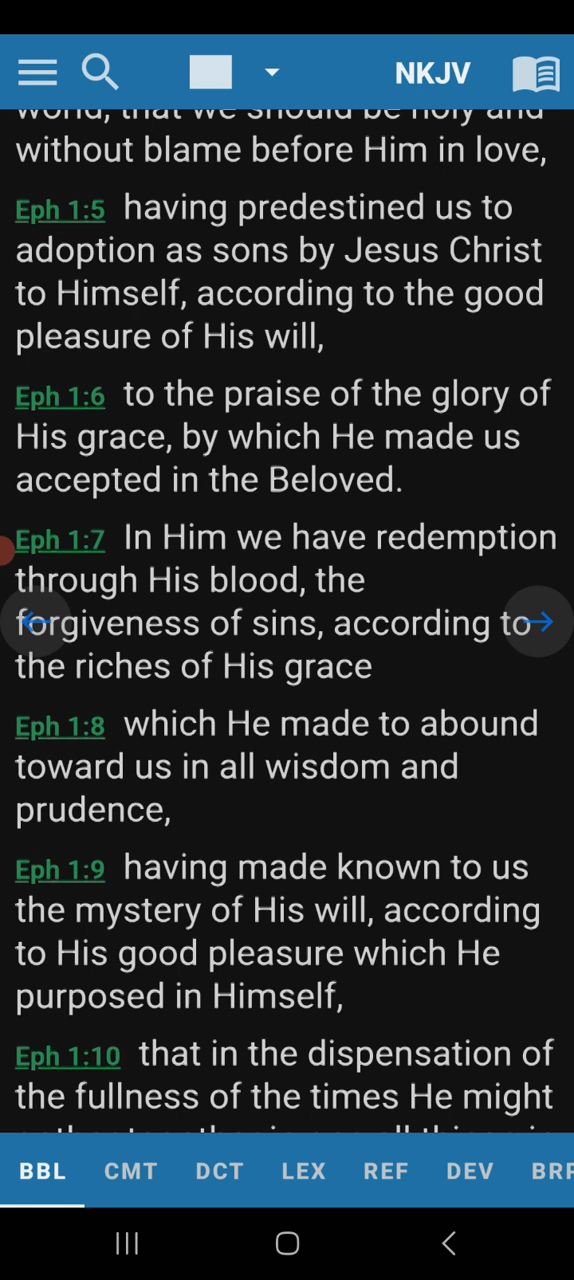 NKJV
without blame before Him in love,
Eph 1:5 having predestined us to
adoption as sons by Jesus Christ
to Himself, according to the good
pleasure of His will,
Eph 1:6 to the praise of the glory of
His grace, by which He made us
accepted in the Beloved.
Eph 1:7 In Him we have redemption
through His blood, the
forgiveness of sins, according to
the riches of His grace
Eph 1:8 which He made to abound
toward us in all wisdom and
prudence,
Eph 1:9 having made known to us
the mystery of His will, according
to His good pleasure which He
purposed in Himself,
Eph 1:10 that in the dispensation of
the fullness of the times He might
BBL CMT DCT LEX REF DEV BRP